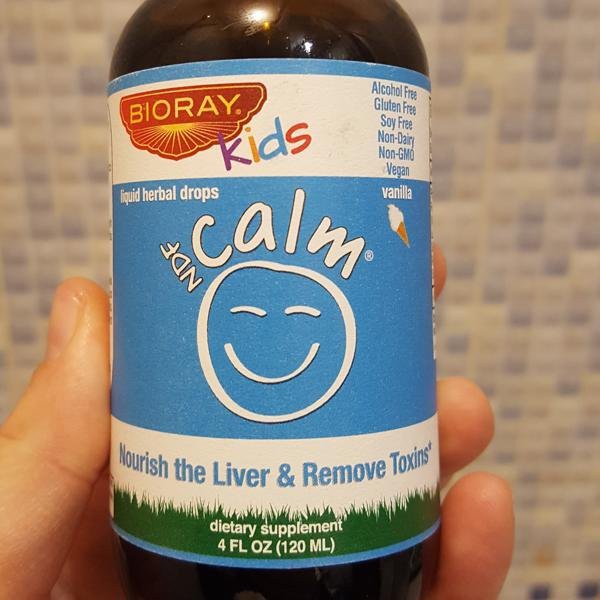 BIORAY®
kids
Alcohol Free
Gluten Free
Soy Free
Non-Dairy
Non-GMO
Vegan
liquid herbal drops
vanilla
NDF Calm®
Nourish the Liver & Remove Toxins*
dietary supplement
4 FL OZ (120 ML)